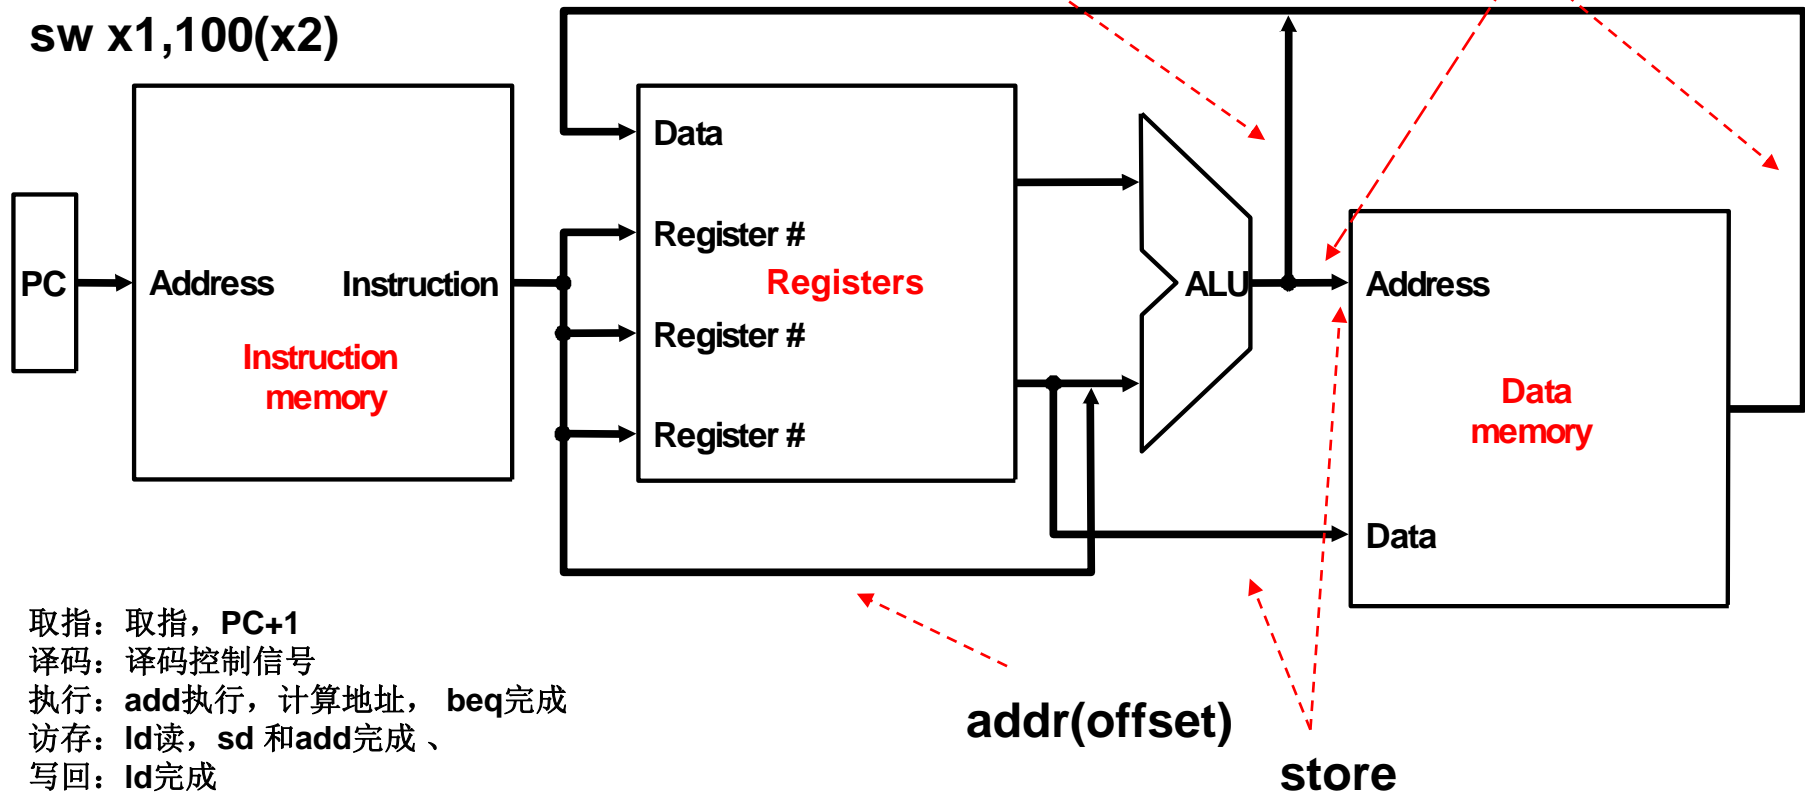 sw x1,100(x2)
Data
Register #
Registers
PC
Address
Instruction
ALU
Address
Register #
Instruction
memory
Data
memory
Register #
Data
取指：取指，PC+1
译码：译码控制信号
执行：add执行，计算地址， beq完成
访存：ld读，sd 和add完成 、
写回：ld完成
addr(offset)
store